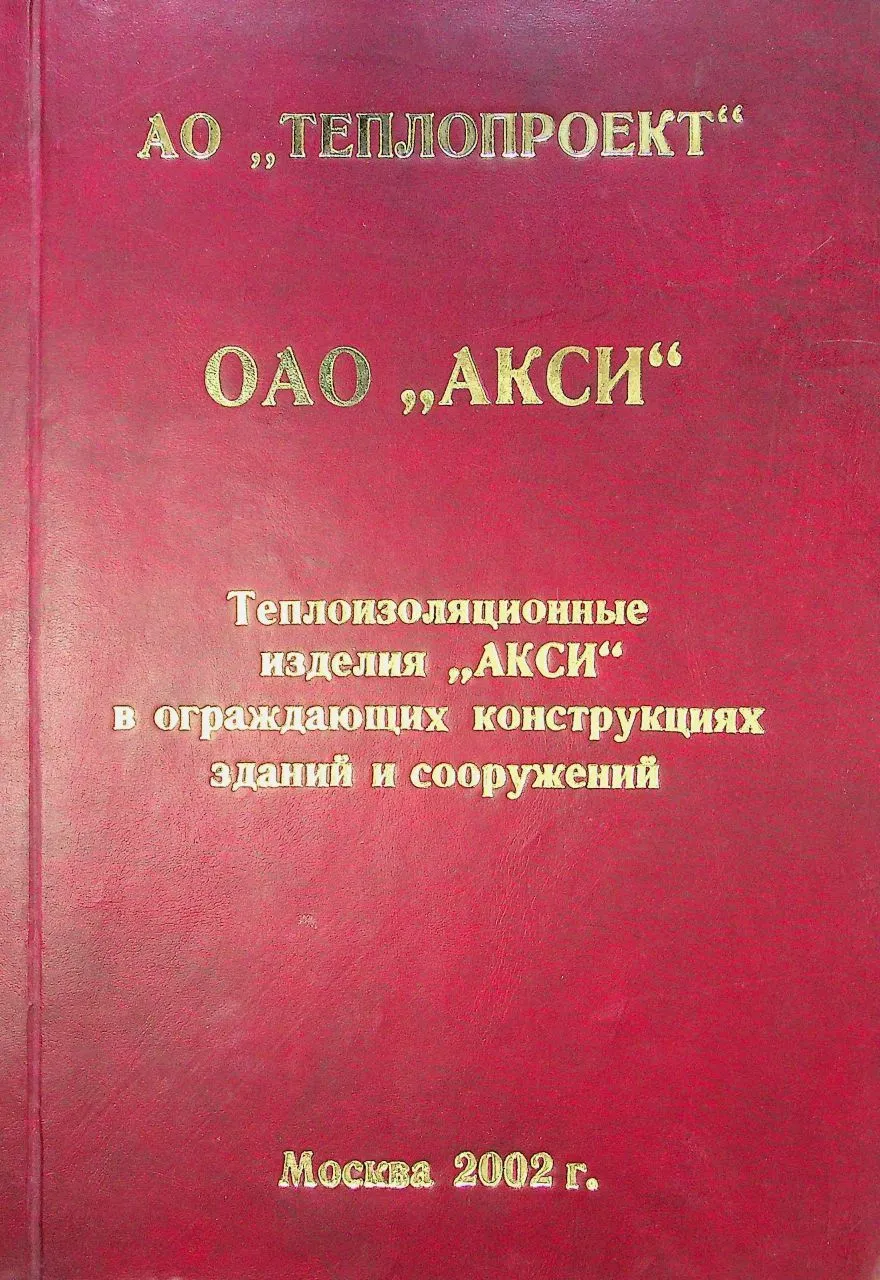 АО „ТЕПЛОПРОЕКТ“
ОАО „АКСИ“
Теплоизоляционные
изделия „АКСИ“
в ограждающих конструкциях
зданий и сооружений
Москва 2002 г.